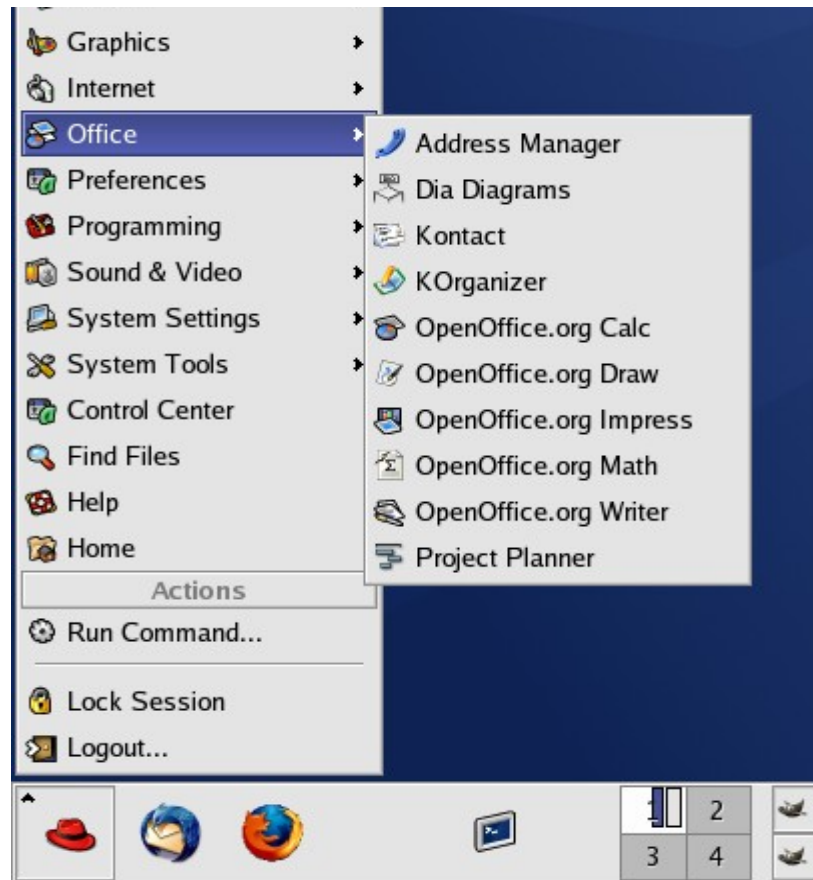 Graphics
Internet
Office
Preferences
Programming
Sound & Video
System Settings
System Tools
Control Center
Find Files
Help
Home
Actions
Run Command...
Lock Session
Logout...
Address Manager
Dia Diagrams
Kontact
KOrganizer
OpenOffice.org Calc
OpenOffice.org Draw
OpenOffice.org Impress
OpenOffice.org Math
OpenOffice.org Writer
Project Planner
1 2
3 4